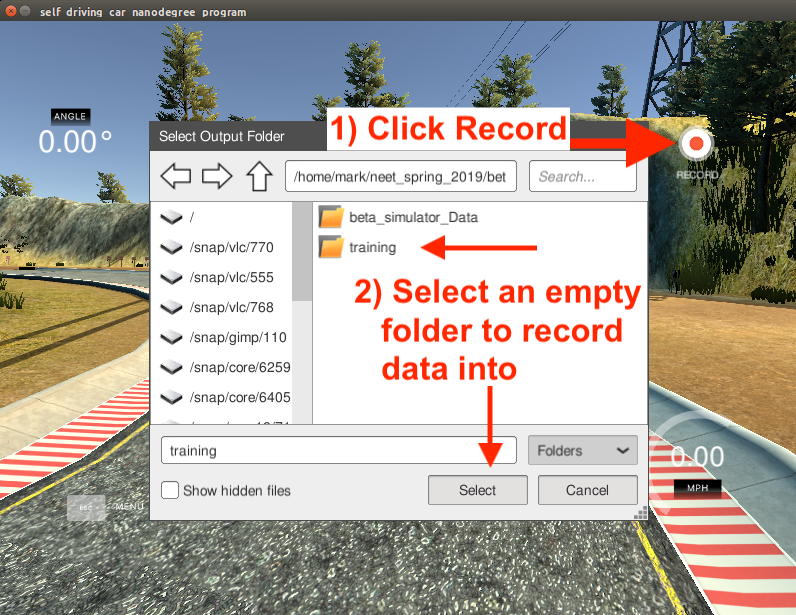 self driving car nanodegree program
ANGLE
0.00°
Select Output Folder
1) Click Record
RECORD
/home/mark/neet_spring_2019/bet
Search...
/
/snap/vlc/770
/snap/vlc/555
/snap/vlc/768
/snap/gimp/110
/snap/core/6259
/snap/core/6405
beta_simulator_Data
training
2) Select an empty
folder to record
data into
training
Folders
Show hidden files
Select
Cancel
0.00
MPH
ESC
MENU